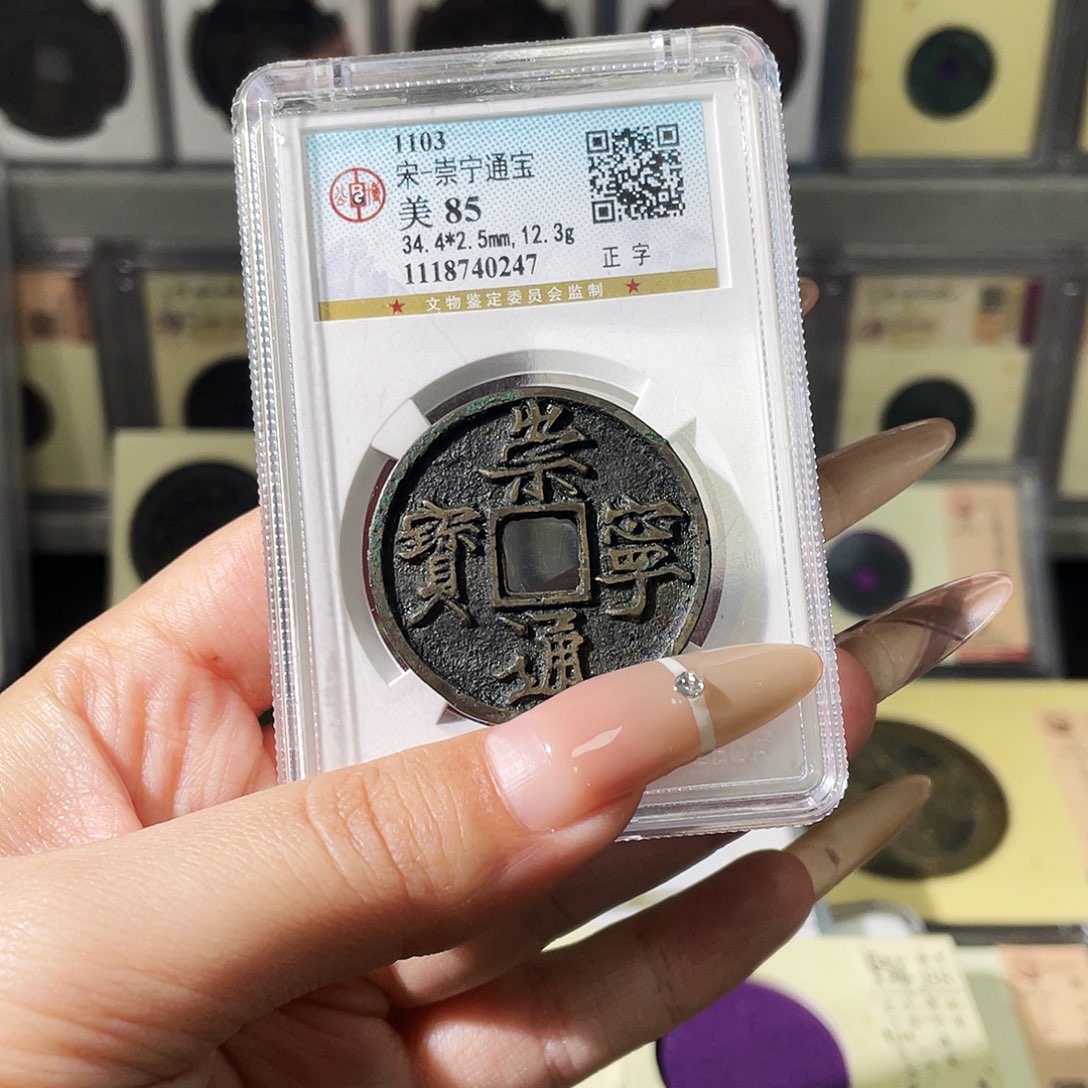 1103
宋-崇宁通宝
美 85
34.4*2.5mm, 12.3g
正字
1118740247
★ 文物鉴定委员会监制 ★
崇
寧
通
寳